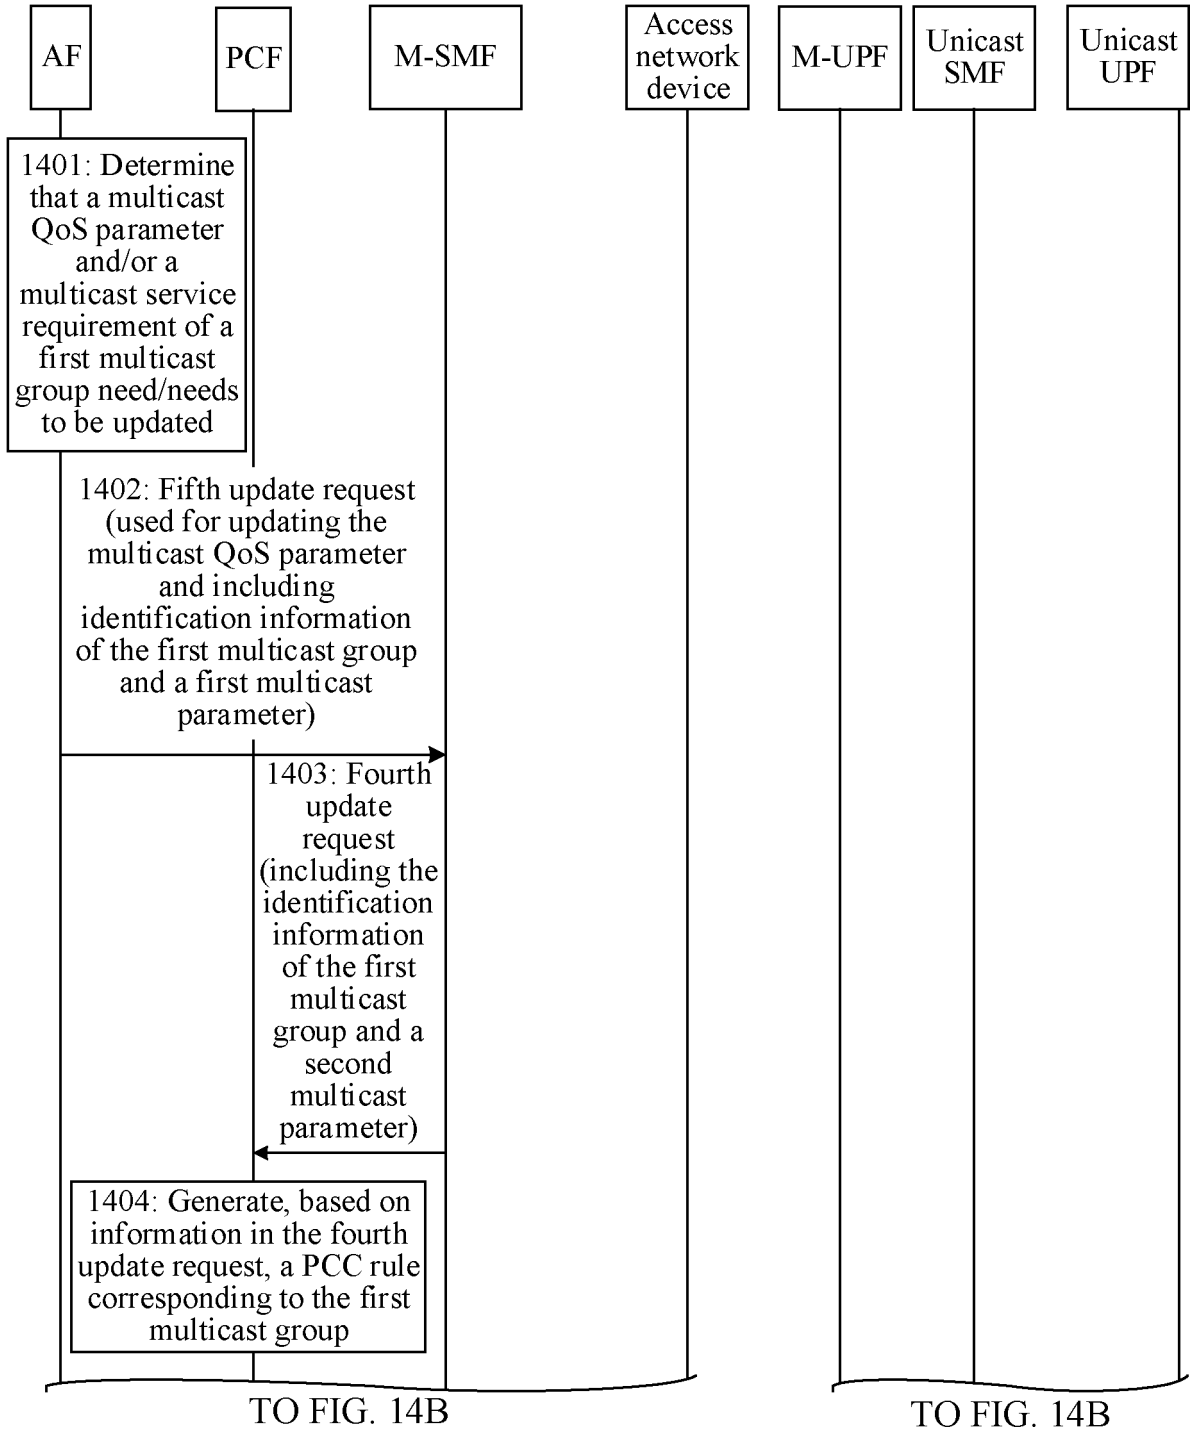 AF
PCF
M-SMF
Access
network
device
M-UPF
Unicast
SMF
Unicast
UPF
1401: Determine
that a multicast
QoS parameter
and/or a
multicast service
requirement of a
first multicast
group need/needs
to be updated
1402: Fifth update request
(used for updating the
multicast QoS parameter
and including
identification information
of the first multicast group
and a first multicast
parameter)
1403: Fourth
update
request
(including the
identification
information
of the first
multicast
group and a
second
multicast
parameter)
1404: Generate, based on
information in the fourth
update request, a PCC rule
corresponding to the first
multicast group
TO FIG. 14B
TO FIG. 14B